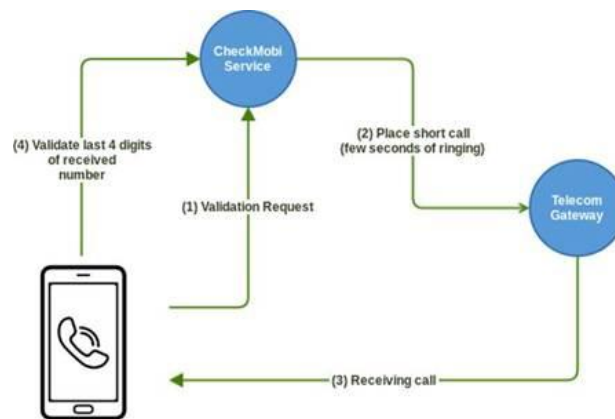 CheckMobi
Service
(4) Validate last 4 digits
of received
number
(2) Place short call
(few seconds of ringing)
(1) Validation Request
Telecom
Gateway
(3) Receiving call